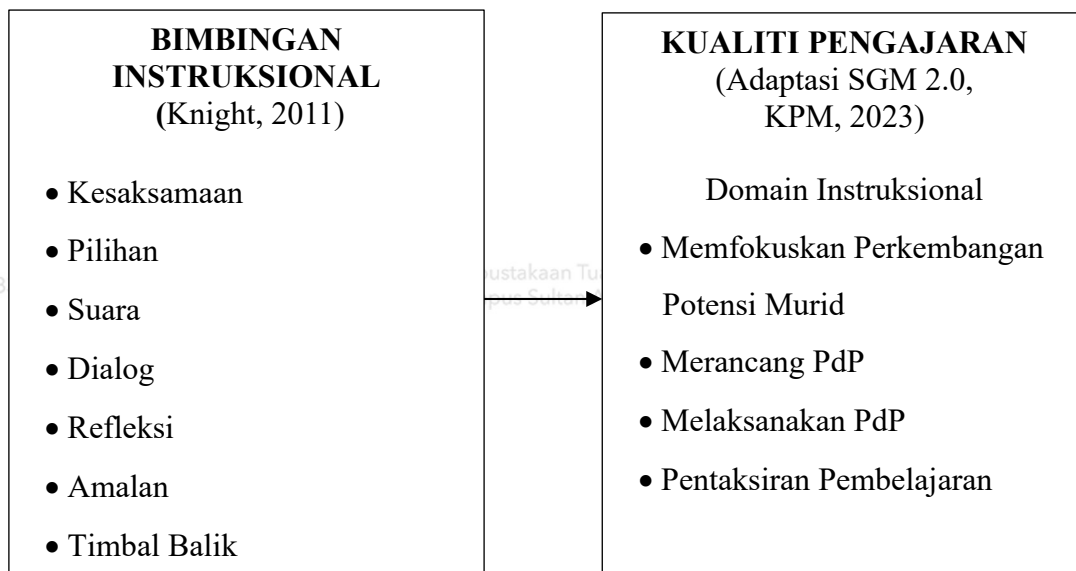 BIMBINGAN
INSTRUKSIONAL
(Knight, 2011)
• Kesaksamaan
• Pilihan
• Suara
• Dialog
• Refleksi
• Amalan
• Timbal Balik
KUALITI PENGAJARAN
(Adaptasi SGM 2.0,
KPM, 2023)
Domain Instruksional
• Memfokuskan Perkembangan
Potensi Murid
• Merancang PdP
• Melaksanakan PdP
• Pentaksiran Pembelajaran